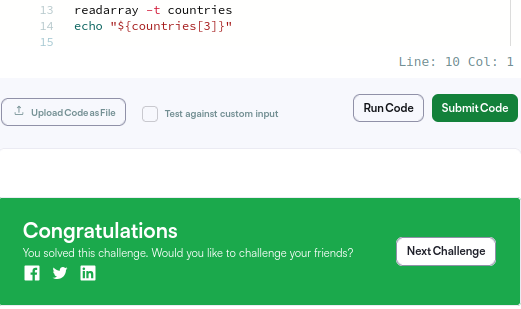 13 readarray -t countries
14 echo "${countries[3]}"
15
Line: 10 Col: 1
Upload Code as File
Test against custom input
Run Code
Submit Code
Congratulations
You solved this challenge. Would you like to challenge your friends?
Next Challenge